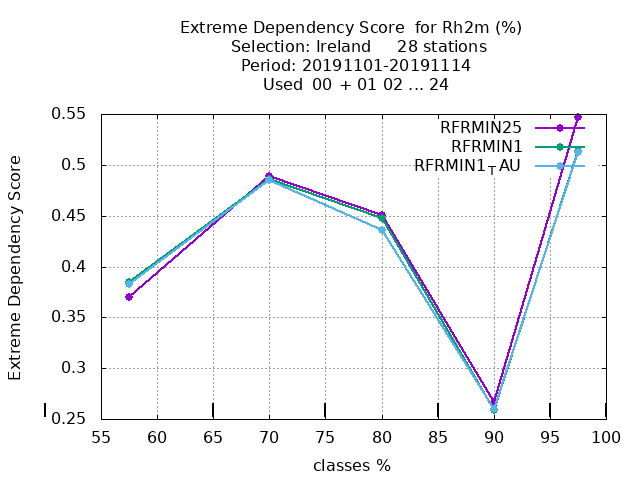 Extreme Dependency Score  for Rh2m (%)
Selection: Ireland     28 stations
Period: 20191101-20191114
Used  00 + 01 02 ... 24
RFRMIN25
RFRMIN1
RFRMIN1TAU
Extreme Dependency Score
0.55
0.5
0.45
0.4
0.35
0.3
0.25
55 60 65 70 75 80 85 90 95 100
classes %